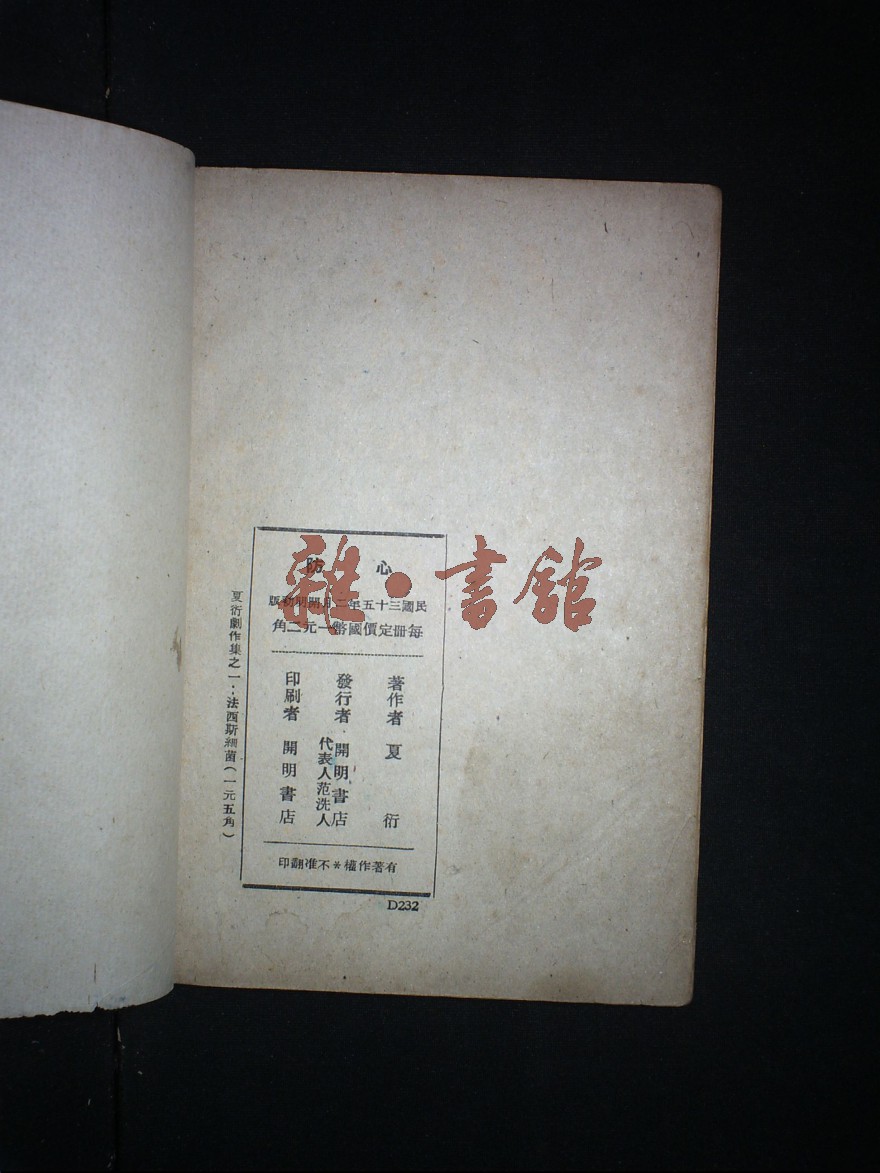 心防
民國三十五年二月開明初版
每冊定價國幣一元二角
著作者 夏衍
發行者 開明書店
代表人范洗人
印刷者 開明書店
有著作權*不准翻印
D232
夏衍劇作集之一：法西斯細菌（一元五角）
雜·書館